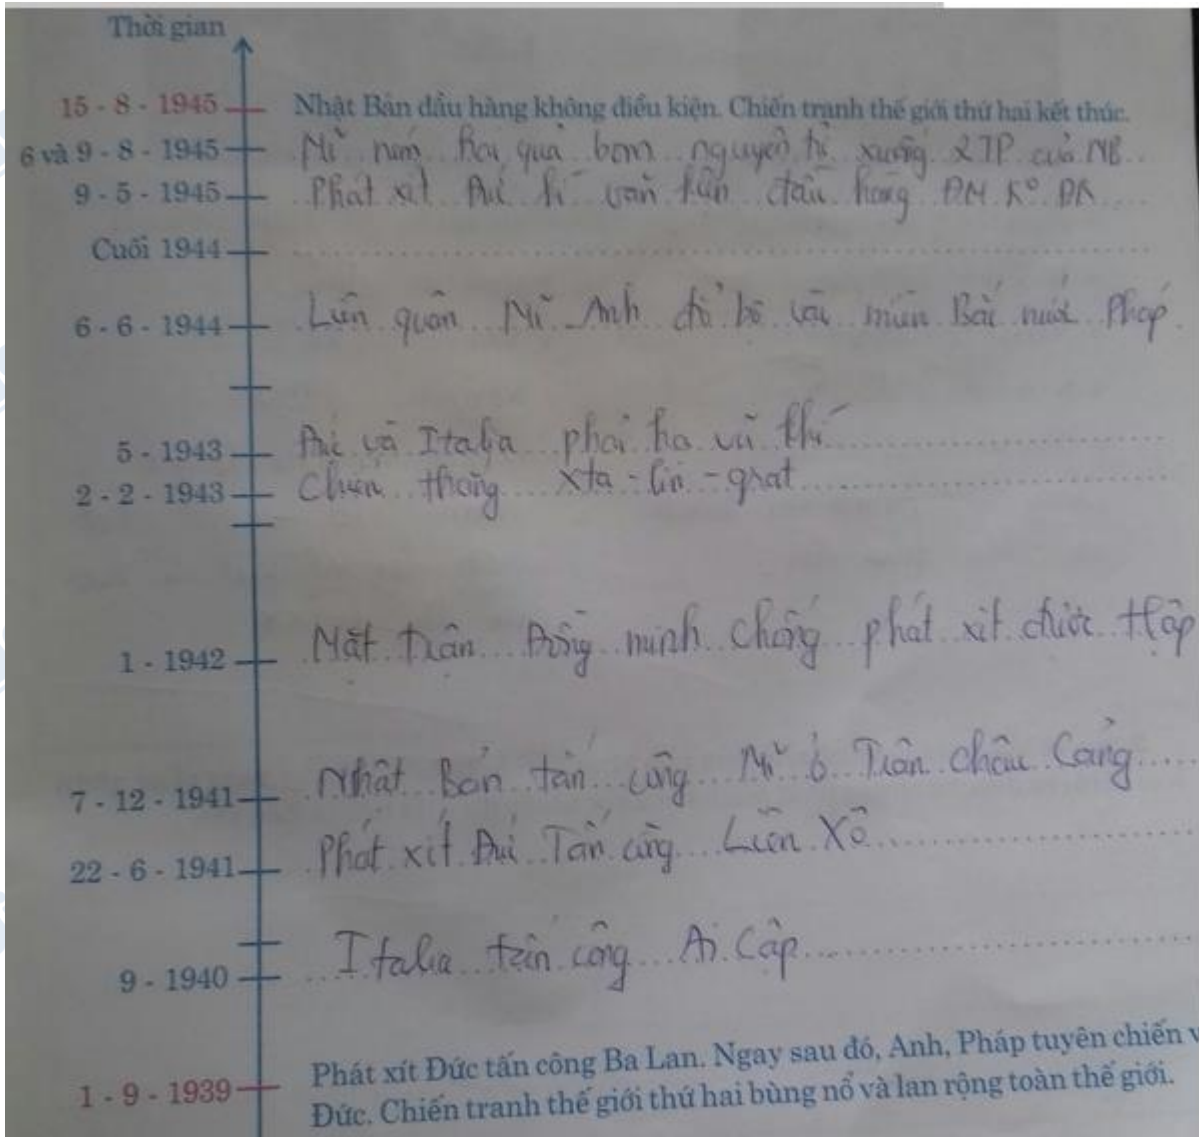 Thời gian
15 - 8 - 1945 Nhật Bản đầu hàng không điều kiện. Chiến tranh thế giới thứ hai kết thúc.
6 và 9 - 8 - 1945 Mĩ ném hai quả bom nguyên tử xuống 2TP của NB
9 - 5 - 1945 Phát xít Đức kí văn kiện đầu hàng ĐM Ko ĐK
Cuối 1944
6 - 6 - 1944 Liên quân Mĩ Anh đổ bộ vào miền Bắc nước Pháp
5 - 1943 Đức và Italia phải hạ vũ khí
2 - 2 - 1943 Chiến thắng Xta-lin-grat
1 - 1942 Mặt trận Đồng minh chống phát xít được thành lập
7 - 12 - 1941 Nhật Bản tấn công Mĩ ở Trân Châu Cảng
22 - 6 - 1941 Phát xít Đức Tấn công Liên Xô
9 - 1940 Italia tấn công Ai Cập
1 - 9 - 1939 Phát xít Đức tấn công Ba Lan. Ngay sau đó, Anh, Pháp tuyên chiến
Đức. Chiến tranh thế giới thứ hai bùng nổ và lan rộng toàn thế giới.